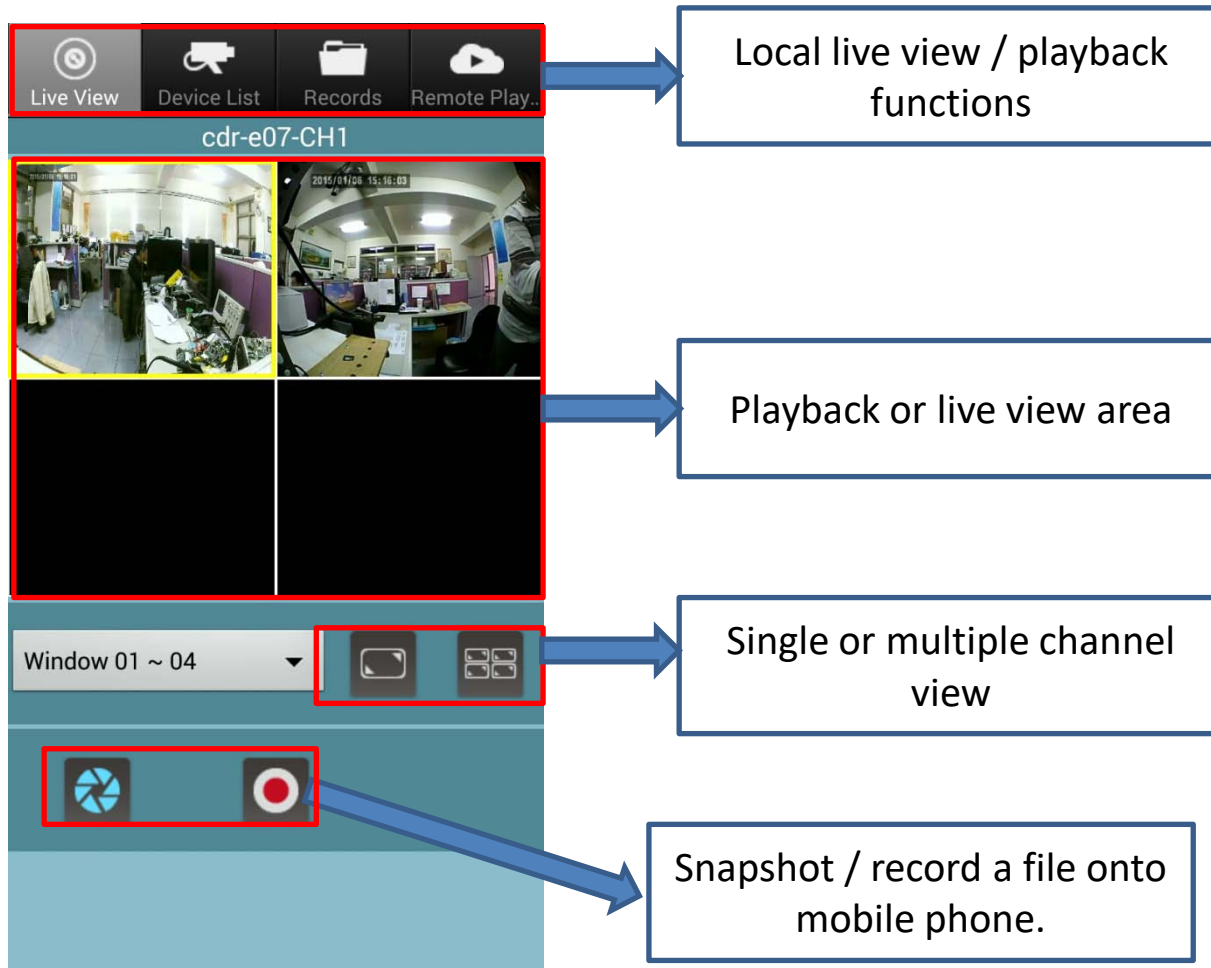 Live View
Device List
Records
Remote Play..
Local live view / playback
functions
cdr-e07-CH1
2015/01/06 15:16:03
Playback or live view area
Window 01 ~ 04
Single or multiple channel
view
Snapshot / record a file onto
mobile phone.